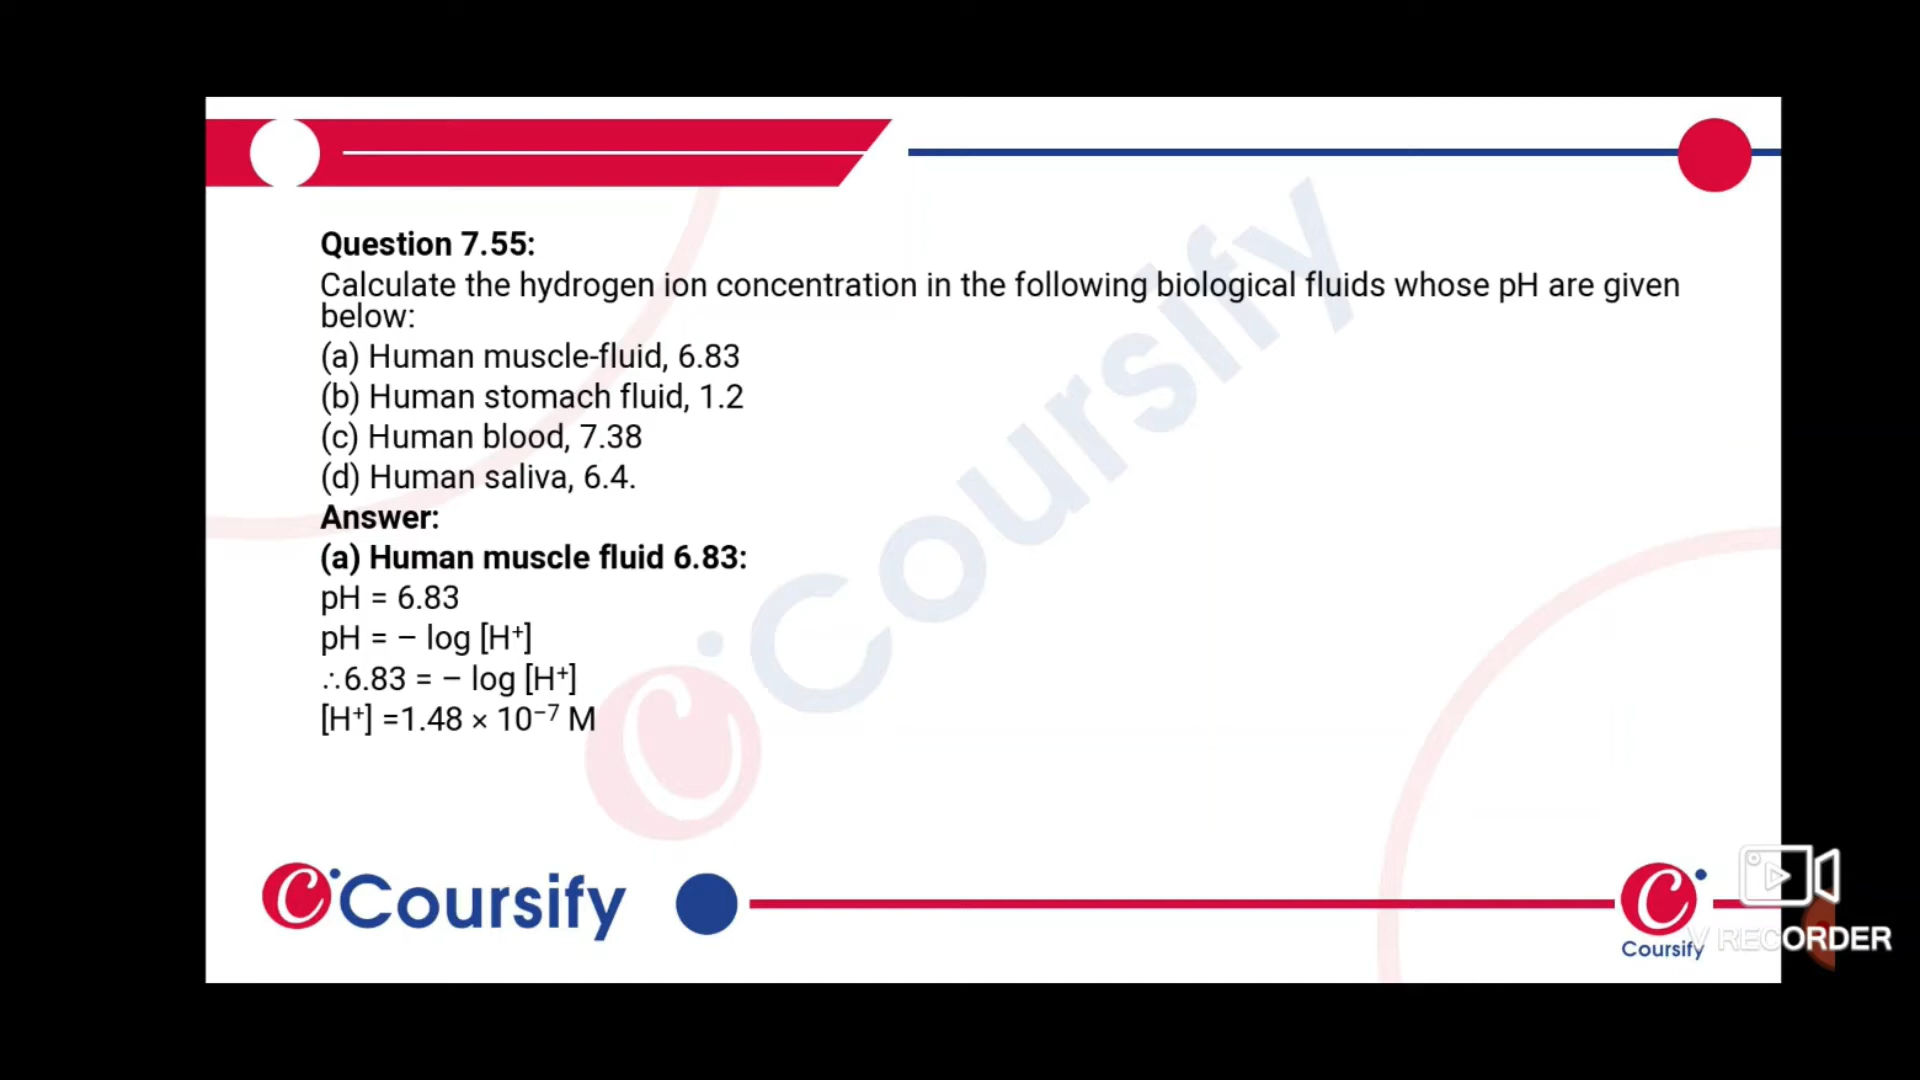 Question 7.55:
Calculate the hydrogen ion concentration in the following biological fluids whose pH are given
below:
(a) Human muscle-fluid, 6.83
(b) Human stomach fluid, 1.2
(c) Human blood, 7.38
(d) Human saliva, 6.4.
Answer:
(a) Human muscle fluid 6.83:
pH = 6.83
pH = − log [H⁺]
∴6.83 = − log [H⁺]
[H⁺] =1.48 × 10⁻⁷ M
Coursify
Coursify
Coursify
V RECORDER